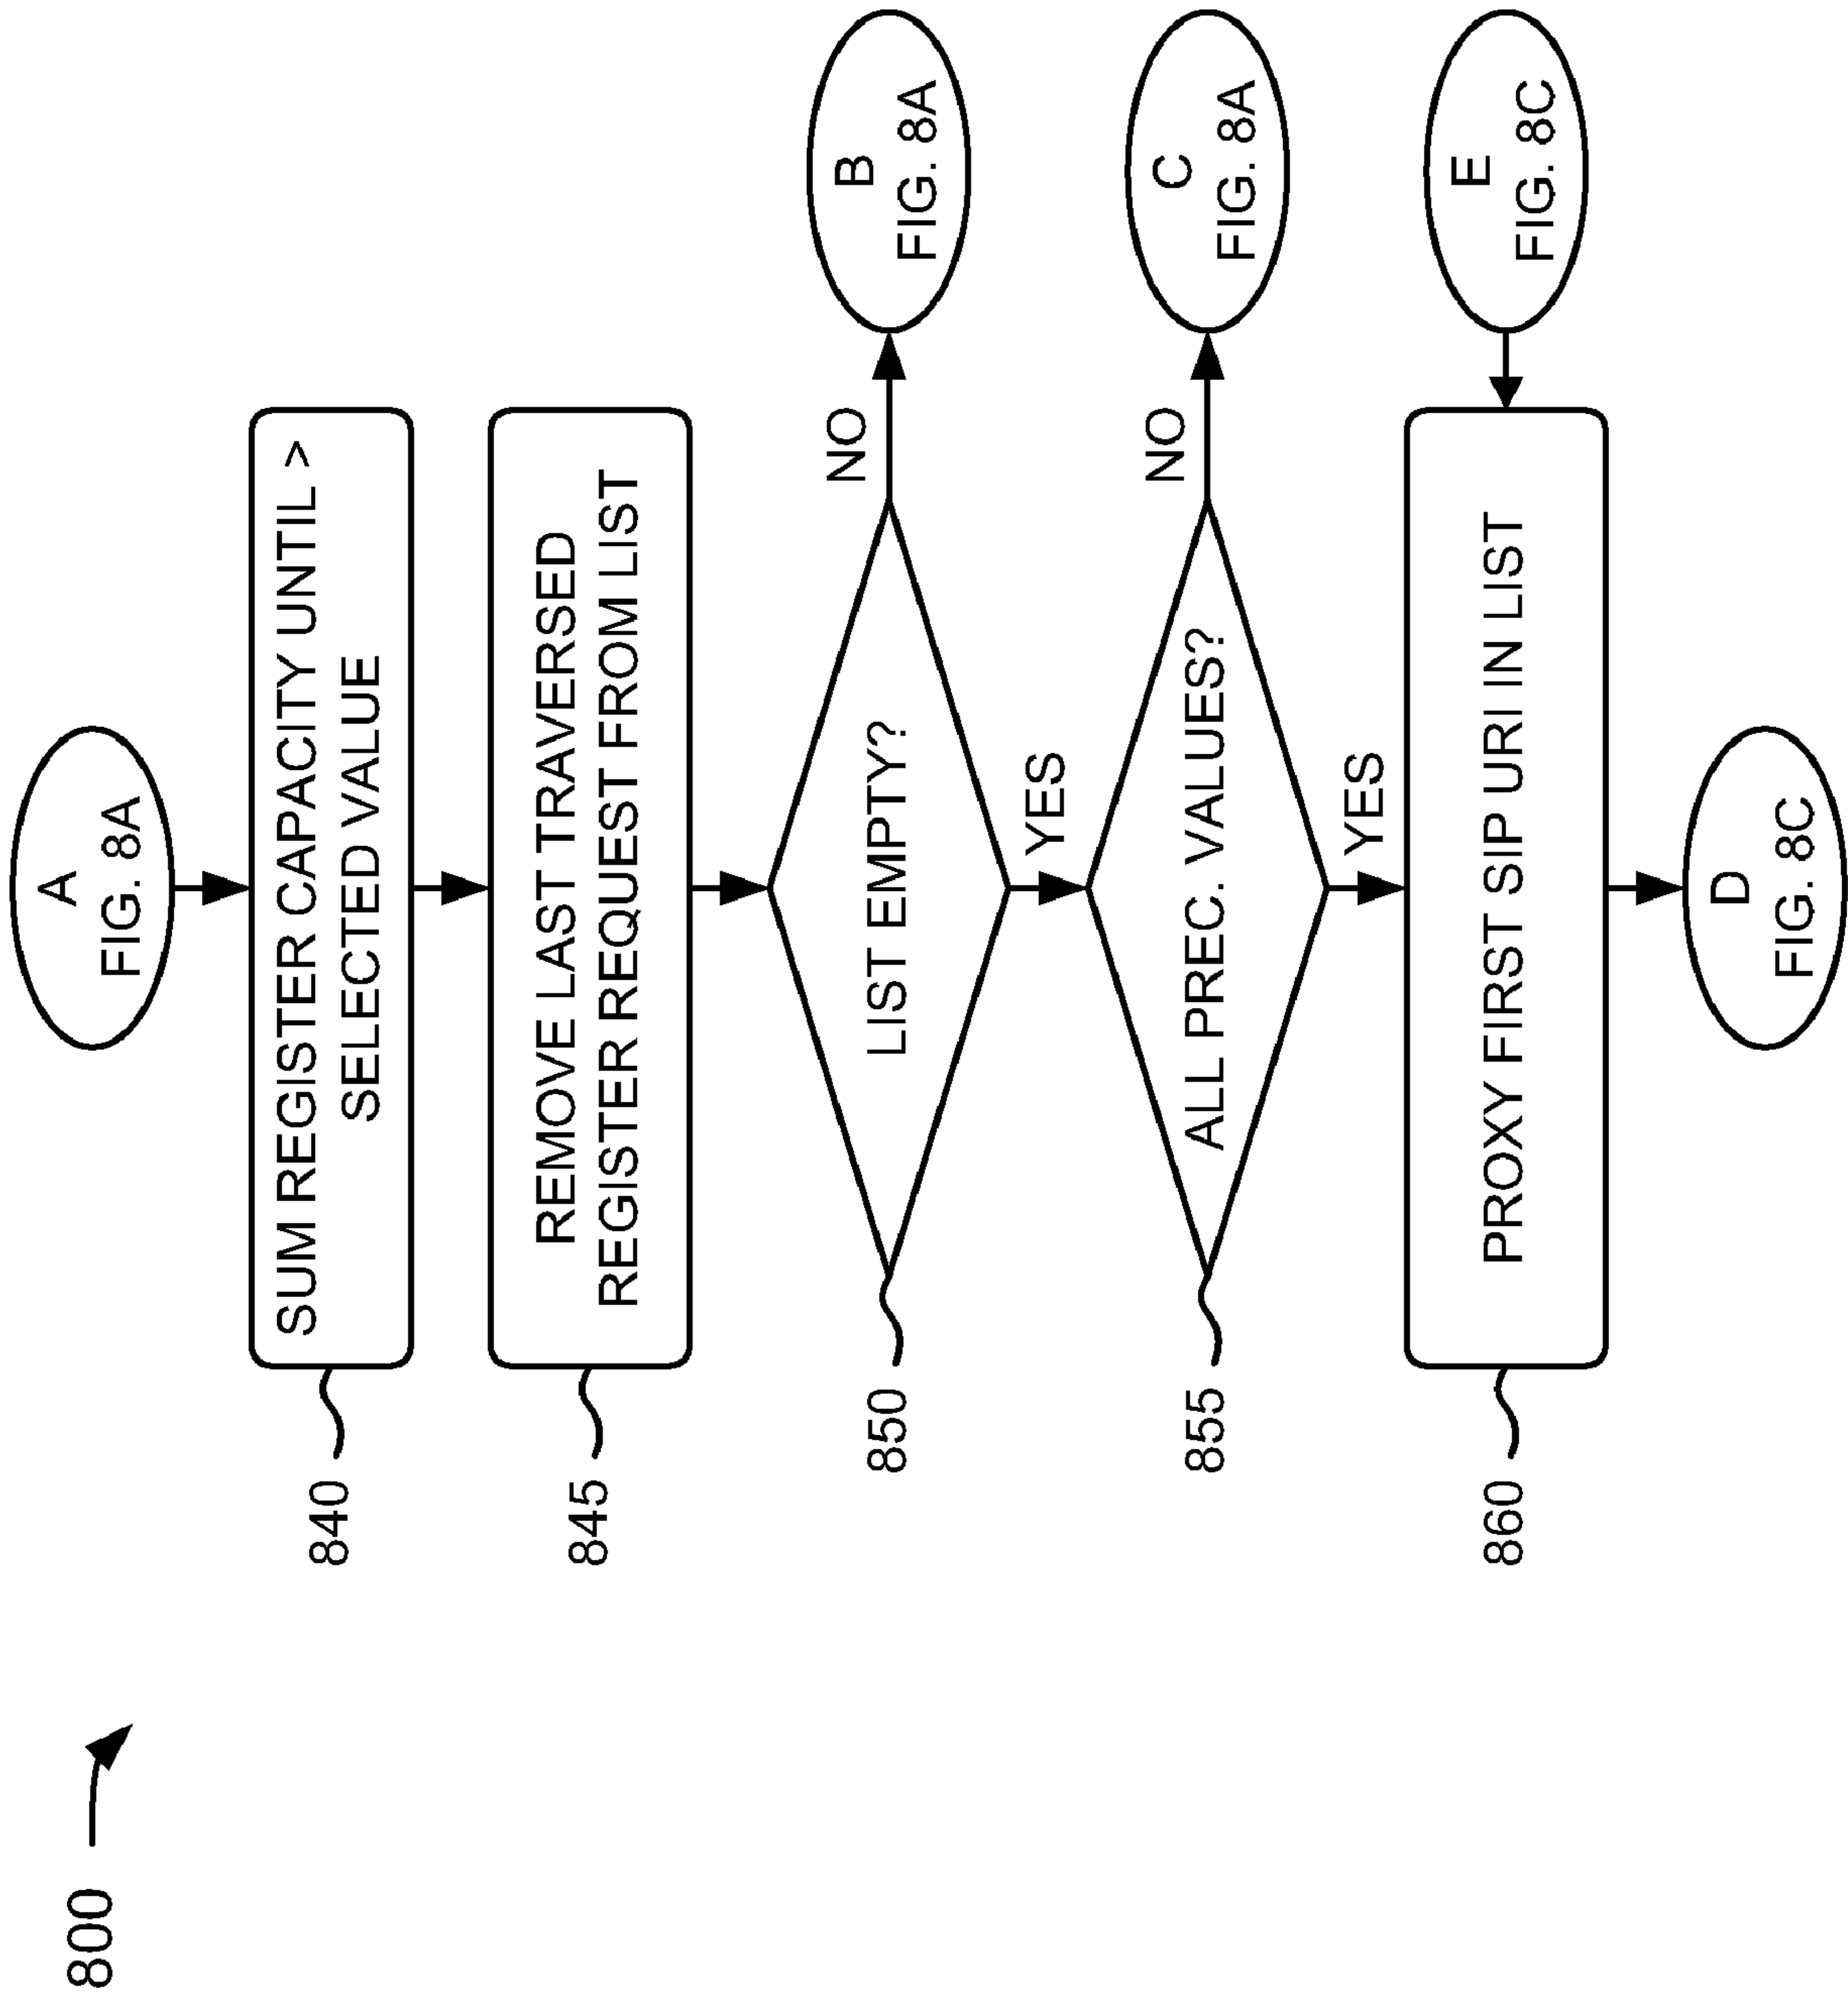 800
A
FIG. 8A
840
SUM REGISTER CAPACITY UNTIL >
SELECTED VALUE
845
REMOVE LAST TRAVERSED
REGISTER REQUEST FROM LIST
850
LIST EMPTY?
NO
B
FIG. 8A
YES
855
ALL PREC. VALUES?
NO
C
FIG. 8A
YES
860
PROXY FIRST SIP URI IN LIST
E
FIG. 8C
D
FIG. 8C